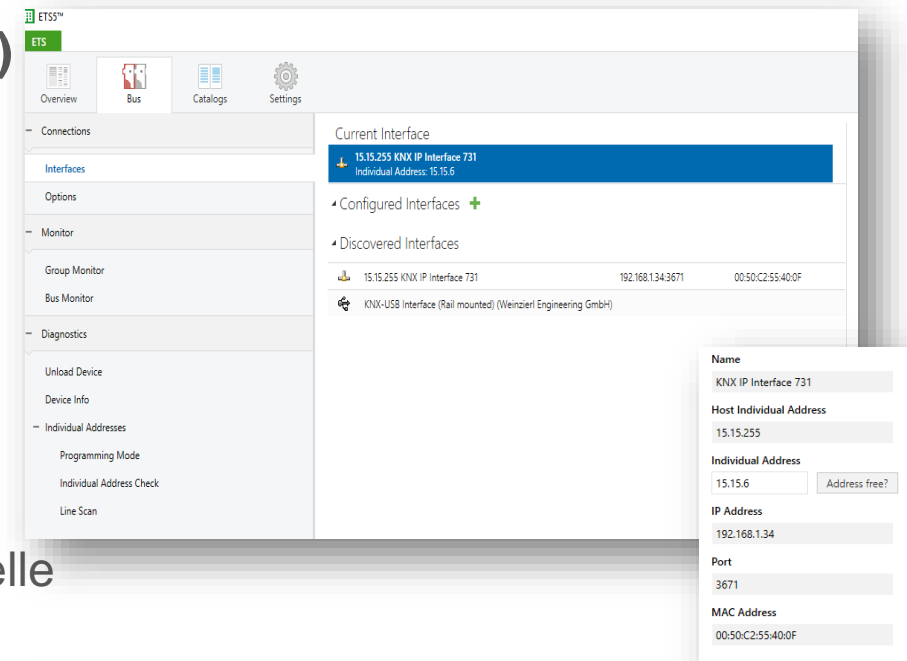 ETS5™
)
ETS
Overview Bus Catalogs Settings
Connections
Interfaces
Options
Monitor
Group Monitor
Bus Monitor
Diagnostics
Unload Device
Device Info
Individual Addresses
Programming Mode
Individual Address Check
Line Scan
Current Interface
15.15.255 KNX IP Interface 731
Individual Address: 15.15.6
Configured Interfaces +
Discovered Interfaces
15.15.255 KNX IP Interface 731 192.168.1.34:3671 00:50:C2:55:40:0F
KNX-USB Interface (Rail mounted) (Weinzierl Engineering GmbH)
Name
KNX IP Interface 731
Host Individual Address
15.15.255
Individual Address
15.15.6 Address free?
IP Address
192.168.1.34
Port
3671
MAC Address
00:50:C2:55:40:0F
elle